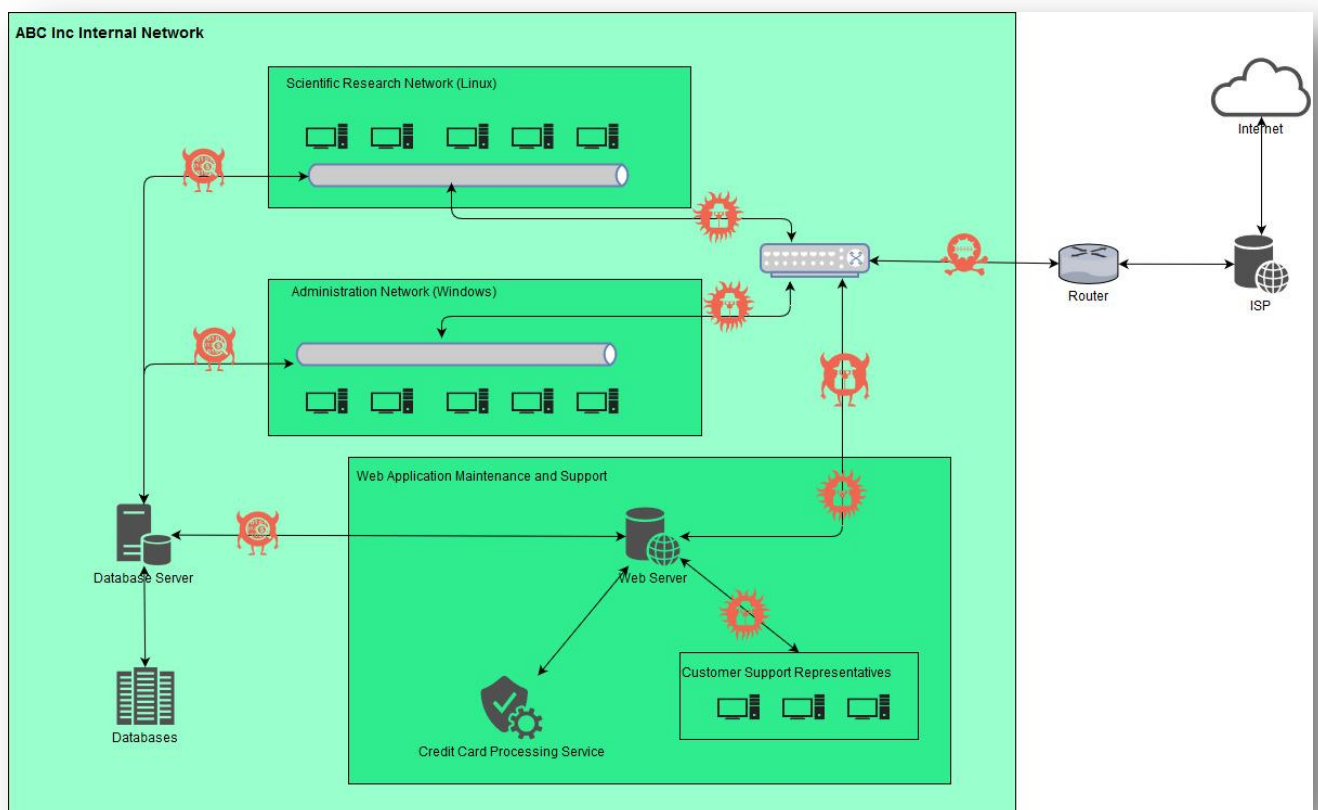 ABC Inc Internal Network
Scientific Research Network (Linux)
Internet
Router
ISP
Administration Network (Windows)
Web Application Maintenance and Support
Database Server
Web Server
Customer Support Representatives
Databases
Credit Card Processing Service